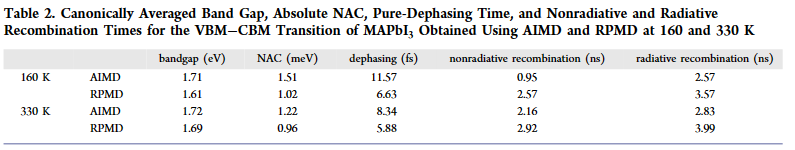 Table 2. Canonically Averaged Band Gap, Absolute NAC, Pure-Dephasing Time, and Nonradiative and Radiative
Recombination Times for the VBM−CBM Transition of MAPbI3 Obtained Using AIMD and RPMD at 160 and 330 K
bandgap (eV) NAC (meV) dephasing (fs) nonradiative recombination (ns) radiative recombination (ns)
160 K AIMD 1.71 1.51 11.57 0.95 2.57
RPMD 1.61 1.02 6.63 2.57 3.57
330 K AIMD 1.72 1.22 8.34 2.16 2.83
RPMD 1.69 0.96 5.88 2.92 3.99